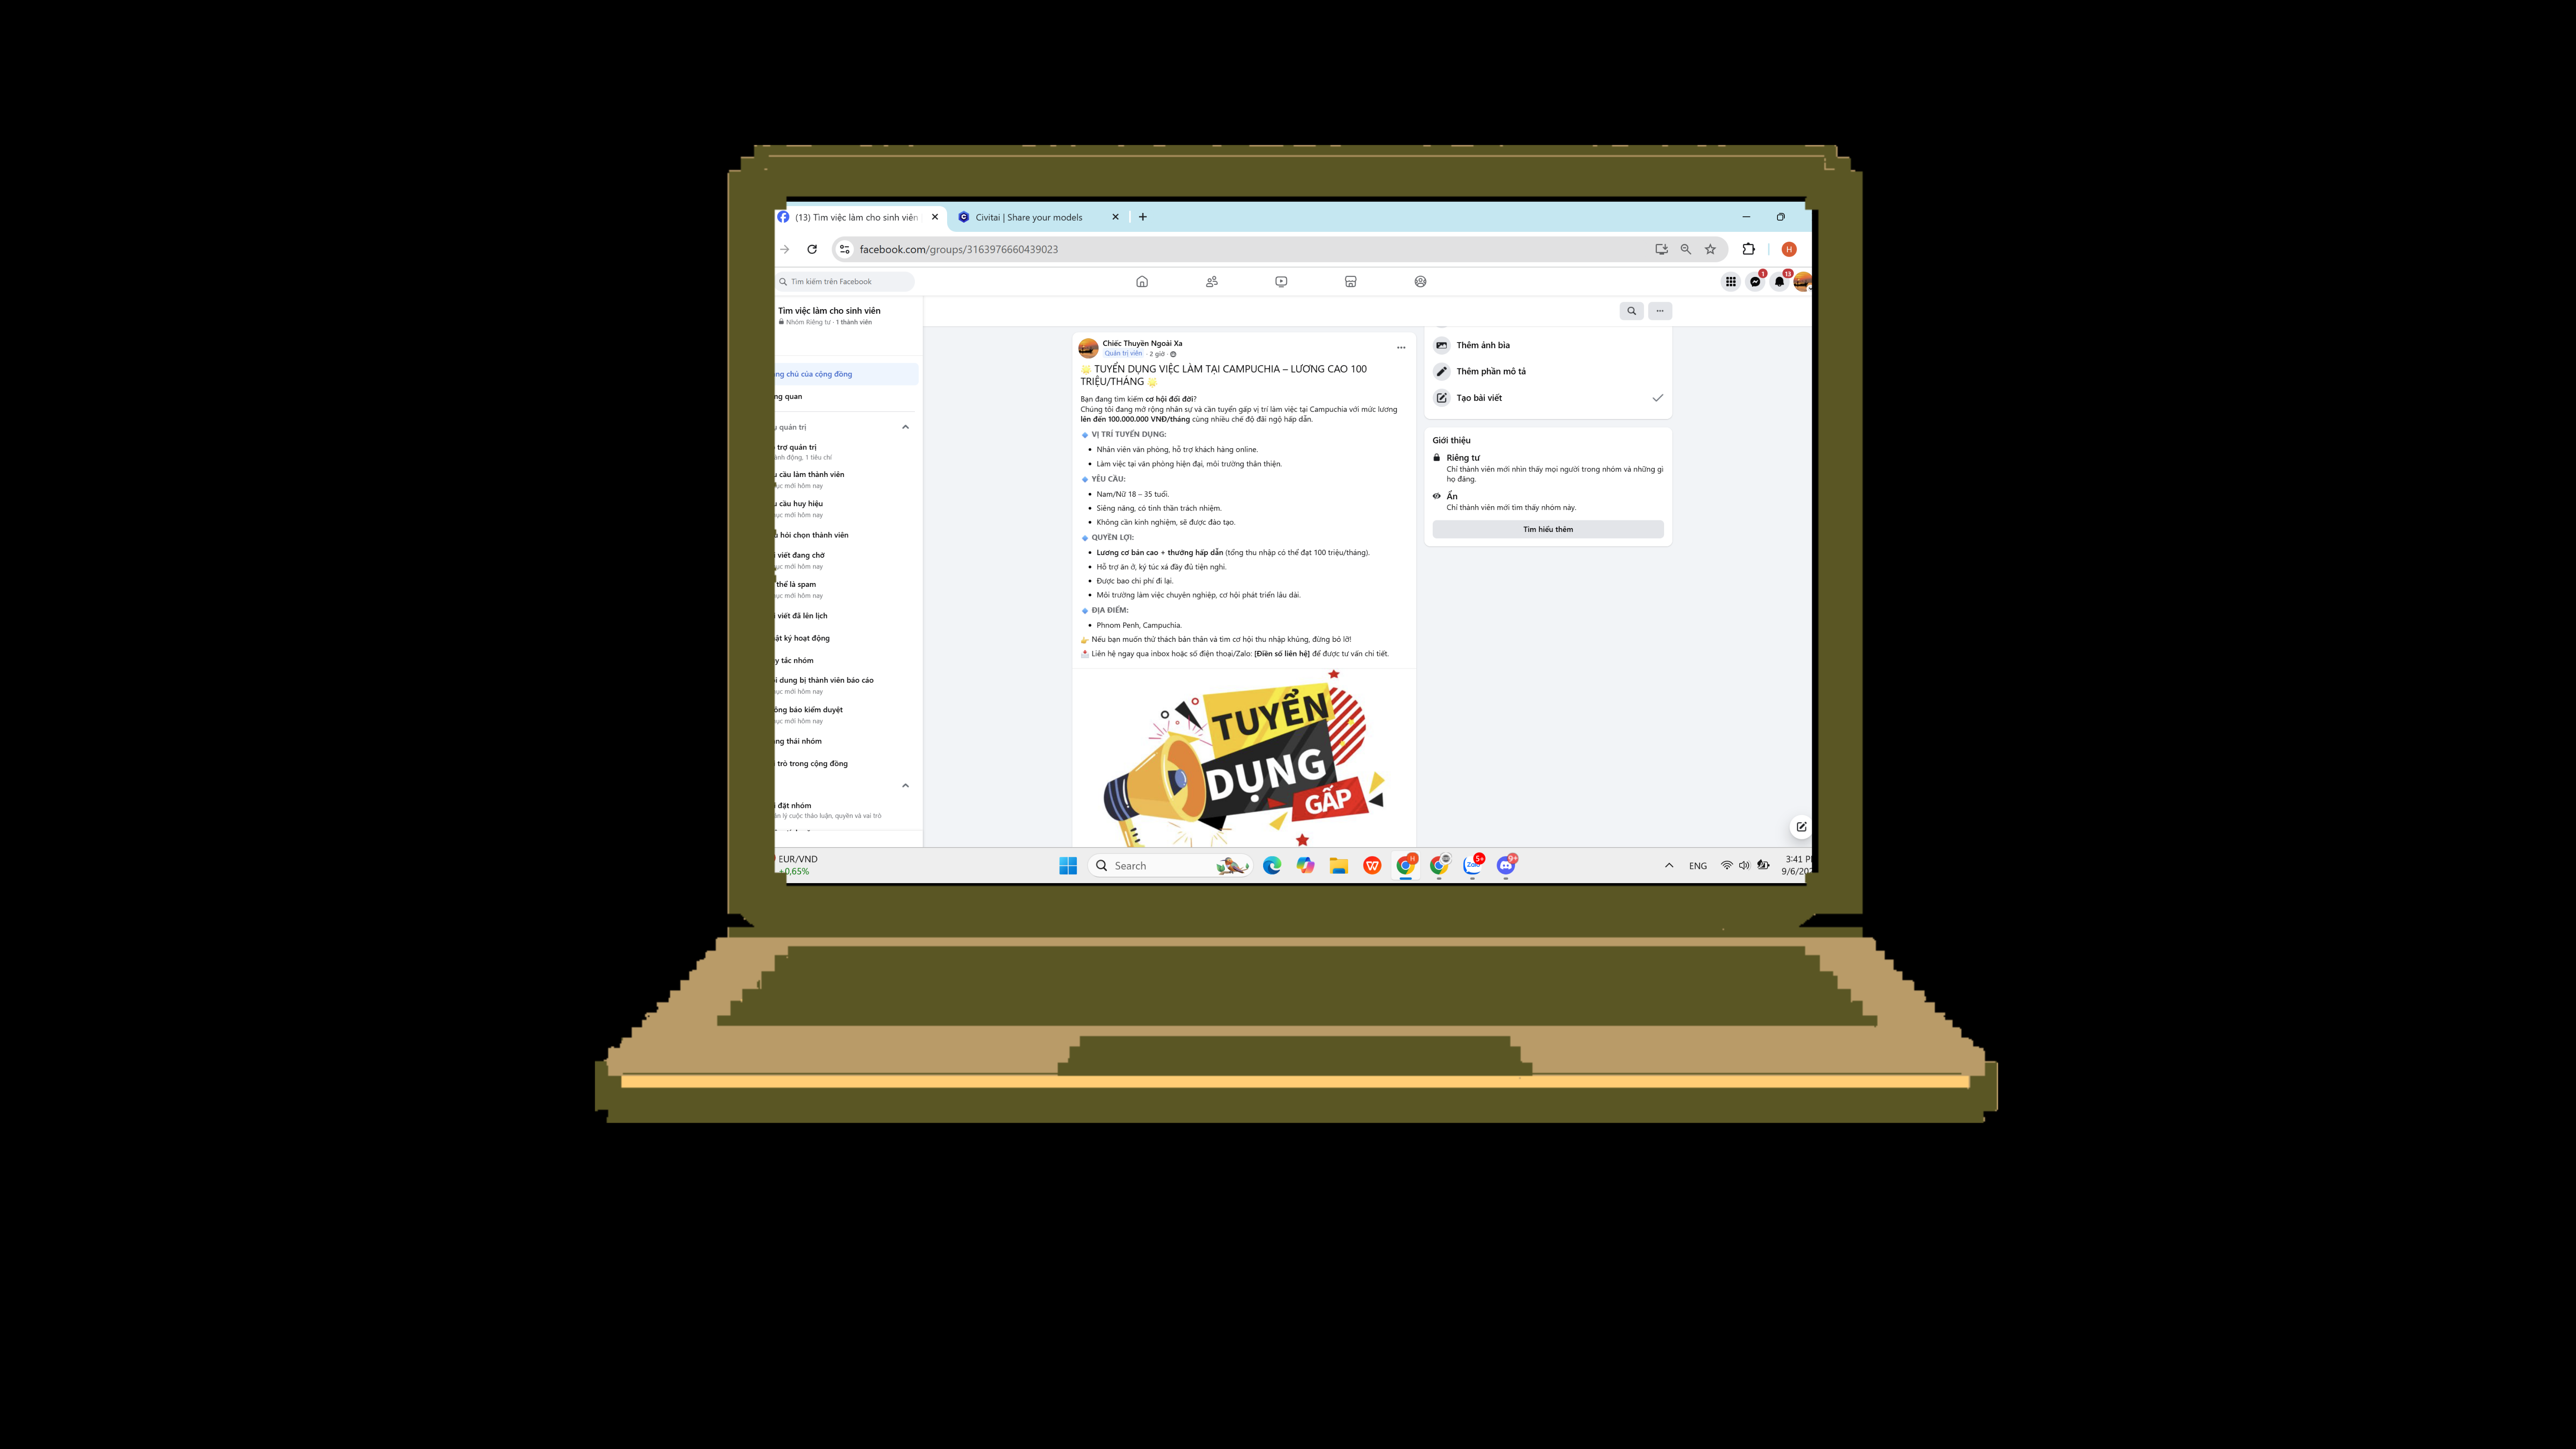 (13) Tìm việc làm cho sinh viên
Civitai | Share your models
facebook.com/groups/3163976660439023
H
Tìm kiếm trên Facebook
1
13
Tìm việc làm cho sinh viên
Nhóm Riêng tư · 1 thành viên
chủ của cộng đồng
quan
quản trị
trợ quản trị
động, 1 tiêu chí
cầu làm thành viên
mới hôm nay
cầu huy hiệu
mới hôm nay
hỏi chọn thành viên
viết đang chờ
mới hôm nay
thể là spam
mới hôm nay
viết đã lên lịch
ký hoạt động
tắc nhóm
dung bị thành viên báo cáo
mới hôm nay
báo kiểm duyệt
mới hôm nay
thái nhóm
trò trong cộng đồng
đặt nhóm
lý cuộc thảo luận, quyền và vai trò
Chiếc Thuyền Ngoài Xa
Quản trị viên · 2 giờ ·
TUYỂN DỤNG VIỆC LÀM TẠI CAMPUCHIA – LƯƠNG CAO 100
TRIỆU/THÁNG
Bạn đang tìm kiếm cơ hội đổi đời?
Chúng tôi đang mở rộng nhân sự và cần tuyển gấp vị trí làm việc tại Campuchia với mức lương
lên đến 100.000.000 VNĐ/tháng cùng nhiều chế độ đãi ngộ hấp dẫn.
VỊ TRÍ TUYỂN DỤNG:
• Nhân viên văn phòng, hỗ trợ khách hàng online.
• Làm việc tại văn phòng hiện đại, môi trường thân thiện.
YÊU CẦU:
• Nam/Nữ 18 – 35 tuổi.
• Siêng năng, có tinh thần trách nhiệm.
• Không cần kinh nghiệm, sẽ được đào tạo.
QUYỀN LỢI:
• Lương cơ bản cao + thưởng hấp dẫn (tổng thu nhập có thể đạt 100 triệu/tháng).
• Hỗ trợ ăn ở, ký túc xá đầy đủ tiện nghi.
• Được bao chi phí đi lại.
• Môi trường làm việc chuyên nghiệp, cơ hội phát triển lâu dài.
ĐỊA ĐIỂM:
• Phnom Penh, Campuchia.
Nếu bạn muốn thử thách bản thân và tìm cơ hội thu nhập khủng, đừng bỏ lỡ!
Liên hệ ngay qua inbox hoặc số điện thoại/Zalo: [Điền số liên hệ] để được tư vấn chi tiết.
TUYỂN
DỤNG
GẤP
Thêm ảnh bìa
Thêm phần mô tả
Tạo bài viết
Giới thiệu
Riêng tư
Chỉ thành viên mới nhìn thấy mọi người trong nhóm và những gì
họ đăng.
Ẩn
Chỉ thành viên mới tìm thấy nhóm này.
Tìm hiểu thêm
EUR/VND
+0,65%
Search
H
Zalo
5+
9+
ENG
3:41
9/6/20